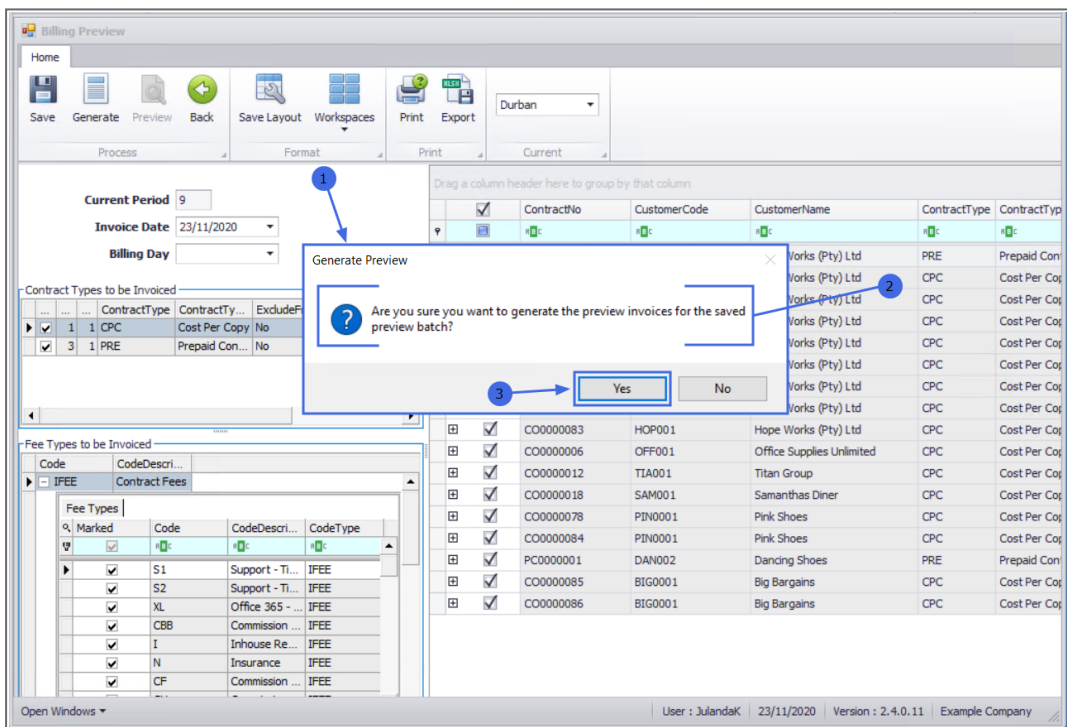 Billing Preview
Home
Save Generate Preview Back Save Layout Workspaces Print Export Durban
Process Format Print Current
1
Drag a column header here to group by that column
Current Period 9
Invoice Date 23/11/2020
Billing Day
ContractNo CustomerCode CustomerName ContractType ContractTyp
Generate Preview
Works (Pty) Ltd PRE Prepaid Con
Works (Pty) Ltd CPC Cost Per Cop
Works (Pty) Ltd CPC Cost Per Cop
Works (Pty) Ltd CPC Cost Per Cop
Works (Pty) Ltd CPC Cost Per Cop
Works (Pty) Ltd CPC Cost Per Cop
Works (Pty) Ltd CPC Cost Per Cop
Works (Pty) Ltd CPC Cost Per Cop
2
Are you sure you want to generate the preview invoices for the saved
preview batch?
3
Yes No
Contract Types to be Invoiced
... ... ContractType ContractTy... ExcludeFi
1 1 CPC Cost Per Copy No
3 1 PRE Prepaid Con... No
CO0000083 HOP001 Hope Works (Pty) Ltd CPC Cost Per Cop
CO0000006 OFF001 Office Supplies Unlimited CPC Cost Per Cop
CO0000012 TIA001 Titan Group CPC Cost Per Cop
CO0000018 SAM001 Samanthas Diner CPC Cost Per Cop
CO0000078 PIN0001 Pink Shoes CPC Cost Per Cop
CO0000084 PIN0001 Pink Shoes CPC Cost Per Cop
PC0000001 DAN002 Dancing Shoes PRE Prepaid Con
CO0000085 BIG0001 Big Bargains CPC Cost Per Cop
CO0000086 BIG0001 Big Bargains CPC Cost Per Cop
Fee Types to be Invoiced
Code CodeDescri...
IFEE Contract Fees
Fee Types
Marked Code CodeDescri... CodeType
S1 Support - Ti... IFEE
S2 Support - Ti... IFEE
XL Office 365 - ... IFEE
CBB Commission ... IFEE
I Inhouse Re... IFEE
N Insurance IFEE
CF Commission ... IFEE
Open Windows User : JulandaK 23/11/2020 Version : 2.4.0.11 Example Company